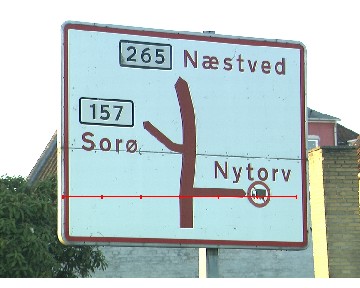 265 Næstved
157
Sorø
Nytorv